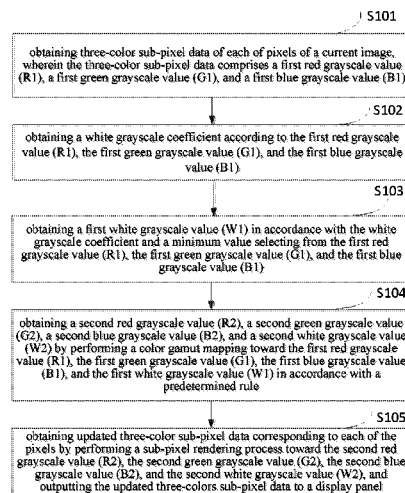 S101
obtaining three-color sub-pixel data of each of pixels of a current image,
wherein the three-color sub-pixel data comprises a first red grayscale value
(R1), a first green grayscale value (G1), and a first blue grayscale value (B1)
S102
obtaining a white grayscale coefficient according to the first red grayscale
value (R1), the first green grayscale value (G1), and the first blue grayscale
value (B1)
S103
obtaining a first white grayscale value (W1) in accordance with the white
grayscale coefficient and a minimum value selecting from the first red
grayscale value (R1), the first green grayscale value (G1), and the first blue
grayscale value (B1)
S104
obtaining a second red grayscale value (R2), a second green grayscale value
(G2), a second blue grayscale value (B2), and a second white grayscale value
(W2) by performing a color gamut mapping toward the first red grayscale
value (R1), the first green grayscale value (G1), the first blue grayscale value
(B1), and the first white grayscale value (W1) in accordance with a
predetermined rule
S105
obtaining updated three-color sub-pixel data corresponding to each of the
pixels by performing a sub-pixel rendering process toward the second red
grayscale value (R2), the second green grayscale value (G2), the second blue
grayscale value (B2), and the second white grayscale value (W2), and
outputting the updated three-colors sub-pixel data to a display panel